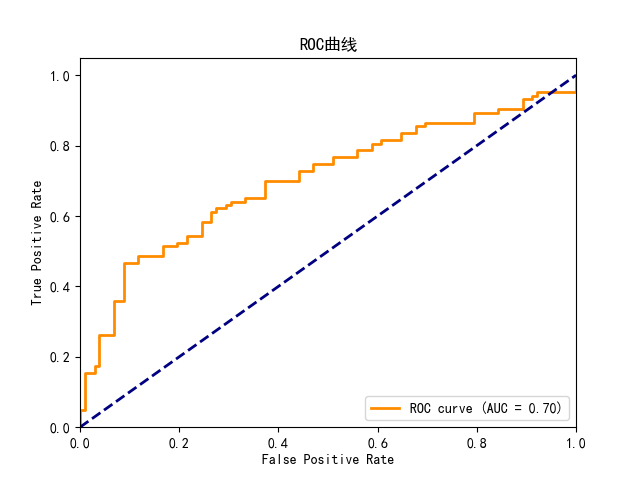 ROC曲线
1.0
0.8
0.6
0.4
0.2
0.0
True Positive Rate
0.0 0.2 0.4 0.6 0.8 1.0
False Positive Rate
ROC curve (AUC = 0.70)